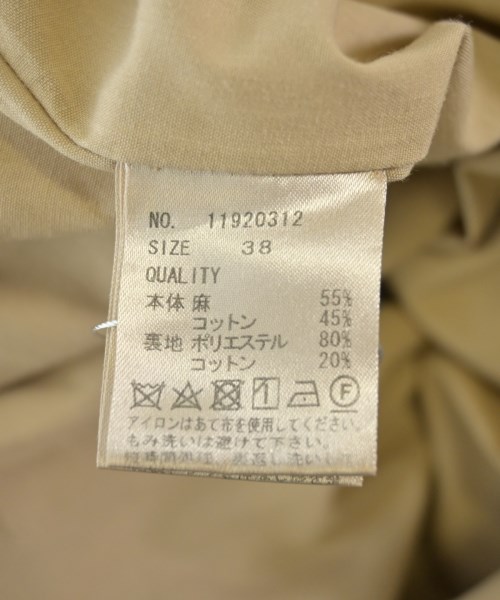 NO. 11920312
SIZE 38
QUALITY
本体 麻 55%
コットン 45%
裏地 ポリエステル 80%
コットン 20%
F
アイロンはあて布を使用してください。
もみ洗いは避けて下さい。